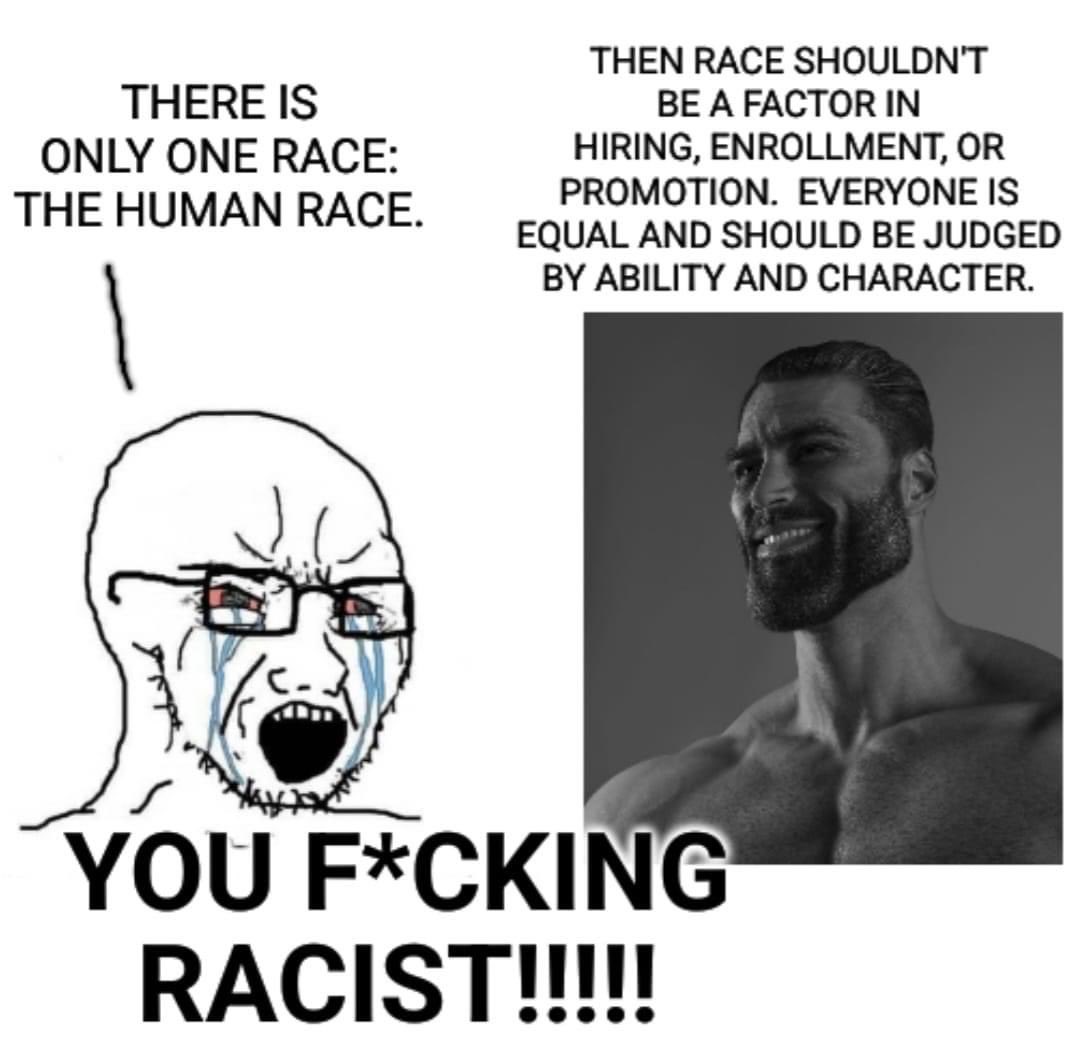 THERE IS
ONLY ONE RACE:
THE HUMAN RACE.
THEN RACE SHOULDN'T
BE A FACTOR IN
HIRING, ENROLLMENT, OR
PROMOTION. EVERYONE IS
EQUAL AND SHOULD BE JUDGED
BY ABILITY AND CHARACTER.
YOU F*CKING
RACIST!!!!!